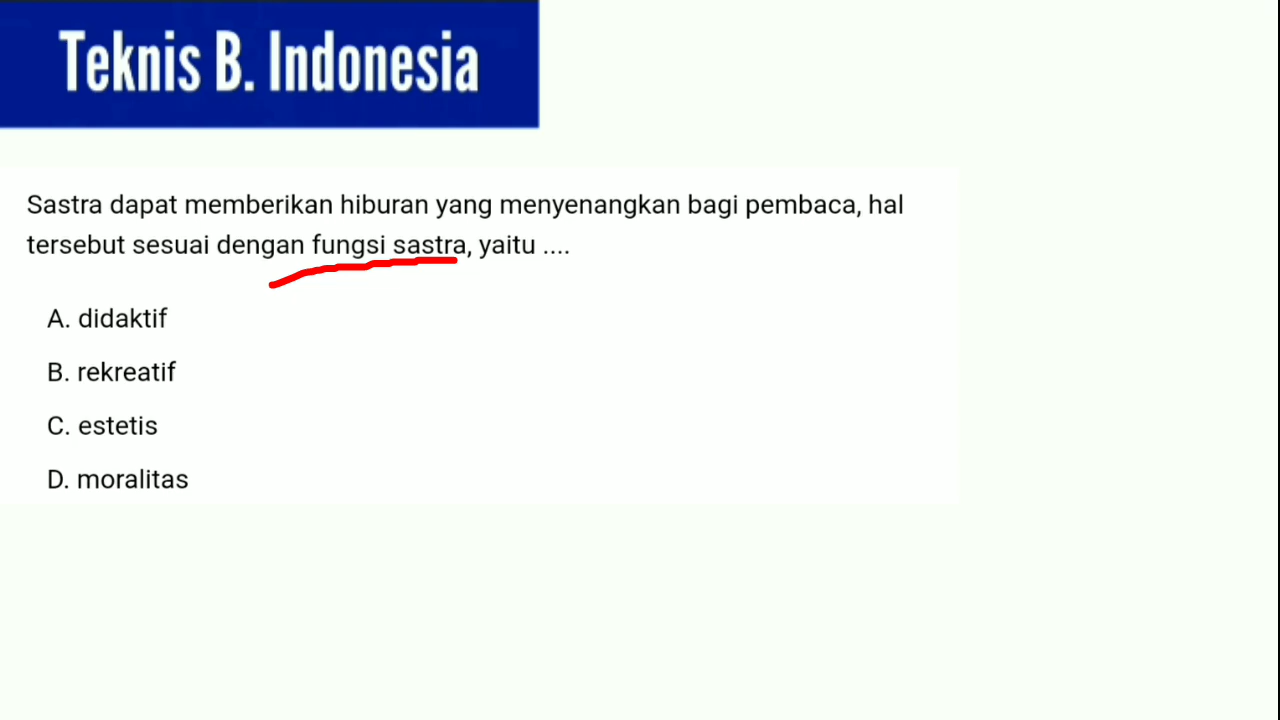 Teknis B. Indonesia
Sastra dapat memberikan hiburan yang menyenangkan bagi pembaca, hal
tersebut sesuai dengan fungsi sastra, yaitu ....
A. didaktif
B. rekreatif
C. estetis
D. moralitas